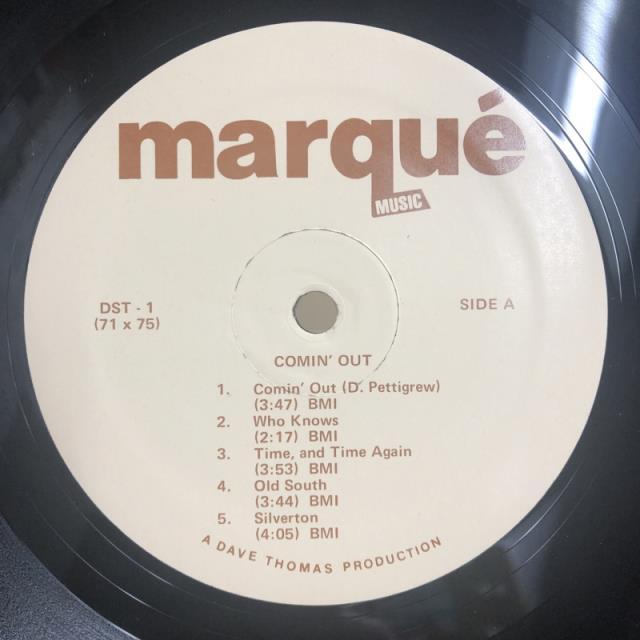 marqué
MUSIC
DST - 1
(71 x 75)
SIDE A
COMIN' OUT
1. Comin' Out (D. Pettigrew)
(3:47) BMI
2. Who Knows
(2:17) BMI
3. Time, and Time Again
(3:53) BMI
4. Old South
(3:44) BMI
5. Silverton
(4:05) BMI
A DAVE THOMAS PRODUCTION